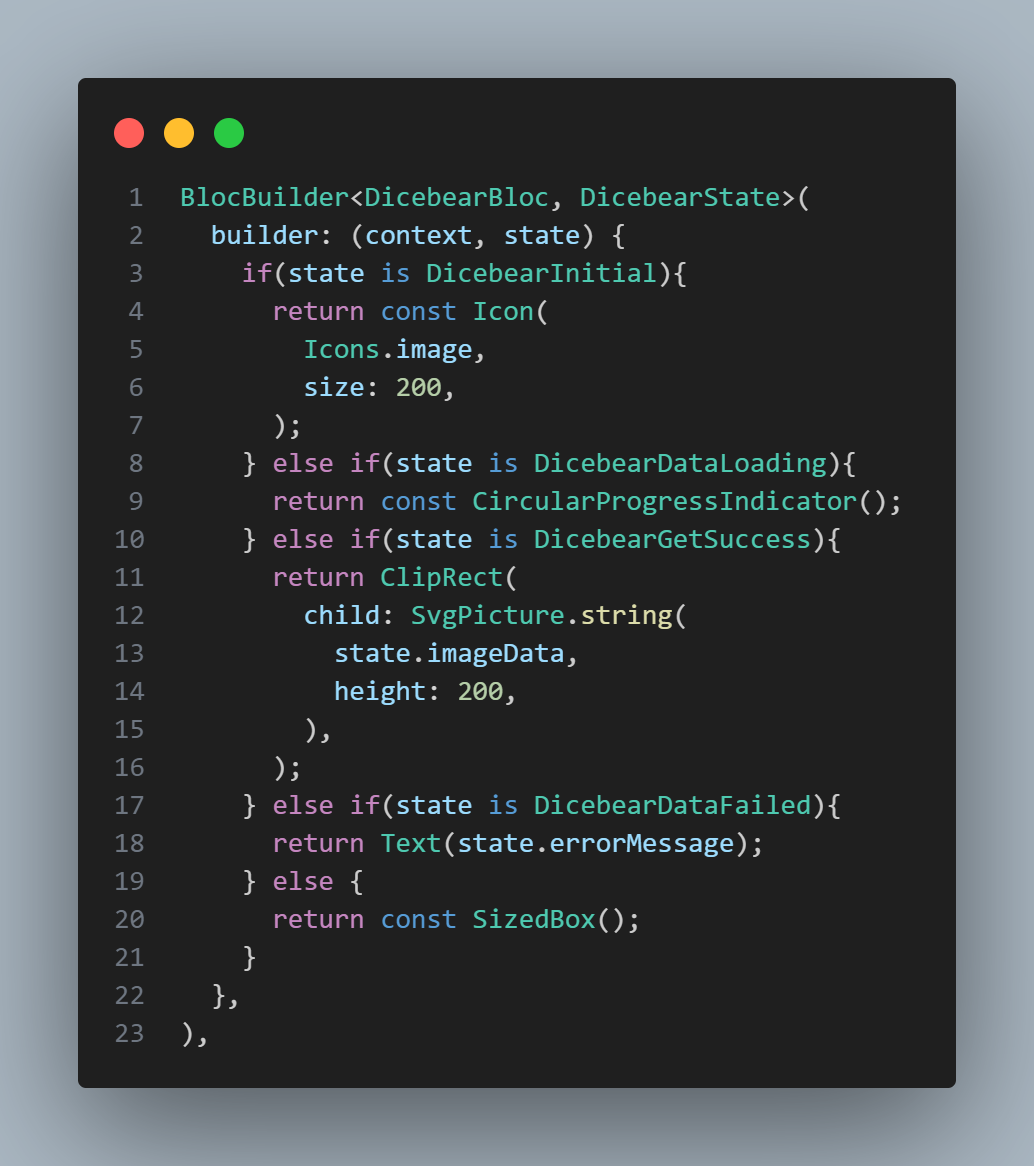 1 BlocBuilder<DicebearBloc, DicebearState>(
2   builder: (context, state) {
3     if(state is DicebearInitial){
4       return const Icon(
5         Icons.image,
6         size: 200,
7       );
8     } else if(state is DicebearDataLoading){
9       return const CircularProgressIndicator();
10     } else if(state is DicebearGetSuccess){
11       return ClipRect(
12         child: SvgPicture.string(
13           state.imageData,
14           height: 200,
15         ),
16       );
17     } else if(state is DicebearDataFailed){
18       return Text(state.errorMessage);
19     } else {
20       return const SizedBox();
21     }
22   },
23 ),